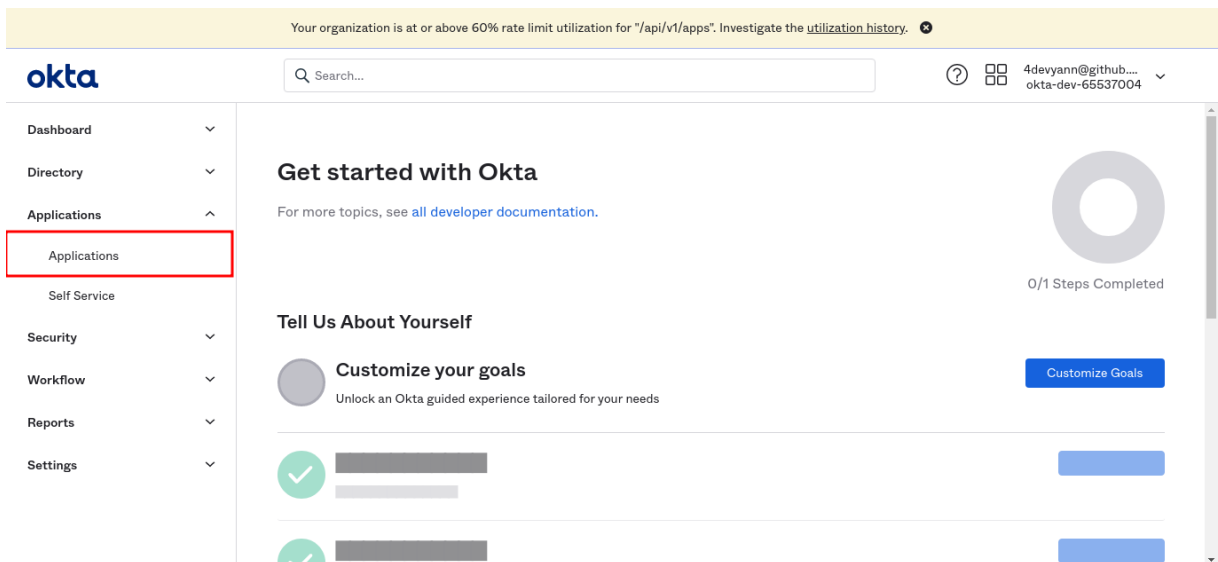 Your organization is at or above 60% rate limit utilization for "/api/v1/apps". Investigate the utilization history.
okta
Search...
4devyann@github....
okta-dev-65537004
Dashboard
Directory
Applications
Applications
Self Service
Security
Workflow
Reports
Settings
Get started with Okta
For more topics, see all developer documentation.
0/1 Steps Completed
Tell Us About Yourself
Customize your goals
Unlock an Okta guided experience tailored for your needs
Customize Goals